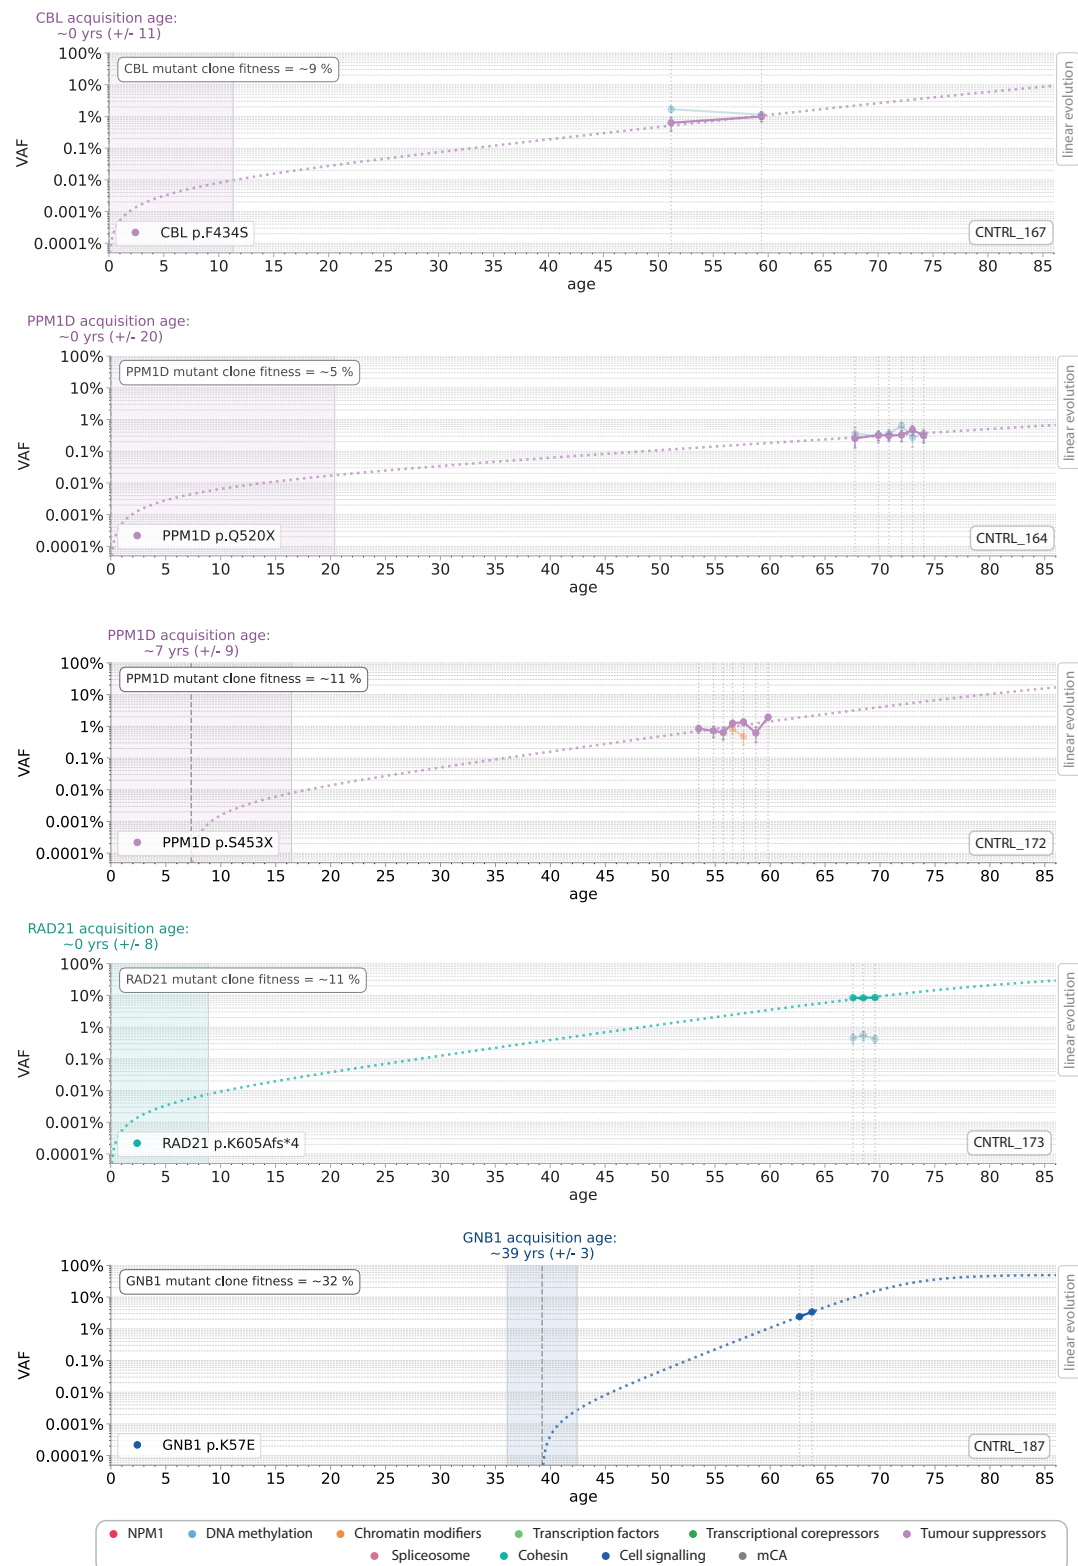 CBL acquisition age:
~0 yrs (+/- 11)
100%
10%
1%
0.1%
0.01%
0.001%
0.0001%
VAF
CBL mutant clone fitness = ~9 %
CBL p.F434S
CNTRL_167
linear evolution
0 5 10 15 20 25 30 35 40 45 50 55 60 65 70 75 80 85
age
PPM1D acquisition age:
~0 yrs (+/- 20)
100%
10%
1%
0.1%
0.01%
0.001%
0.0001%
VAF
PPM1D mutant clone fitness = ~5 %
PPM1D p.Q520X
CNTRL_164
linear evolution
0 5 10 15 20 25 30 35 40 45 50 55 60 65 70 75 80 85
age
PPM1D acquisition age:
~7 yrs (+/- 9)
100%
10%
1%
0.1%
0.01%
0.001%
0.0001%
VAF
PPM1D mutant clone fitness = ~11 %
PPM1D p.S453X
CNTRL_172
linear evolution
0 5 10 15 20 25 30 35 40 45 50 55 60 65 70 75 80 85
age
RAD21 acquisition age:
~0 yrs (+/- 8)
100%
10%
1%
0.1%
0.01%
0.001%
0.0001%
VAF
RAD21 mutant clone fitness = ~11 %
RAD21 p.K605Afs*4
CNTRL_173
linear evolution
0 5 10 15 20 25 30 35 40 45 50 55 60 65 70 75 80 85
age
GNB1 acquisition age:
~39 yrs (+/- 3)
100%
10%
1%
0.1%
0.01%
0.001%
0.0001%
VAF
GNB1 mutant clone fitness = ~32 %
GNB1 p.K57E
CNTRL_187
linear evolution
0 5 10 15 20 25 30 35 40 45 50 55 60 65 70 75 80 85
age
NPM1 DNA methylation Chromatin modifiers Transcription factors Transcriptional corepressors Tumour suppressors
Spliceosome Cohesin Cell signalling mCA